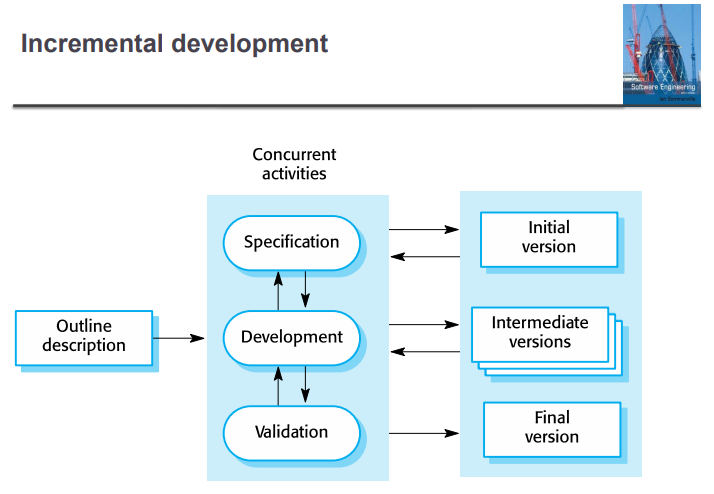 Incremental development
Software Engineering
Ian Sommerville
Concurrent
activities
Specification
Initial
version
Outline
description
Development
Intermediate
versions
Validation
Final
version